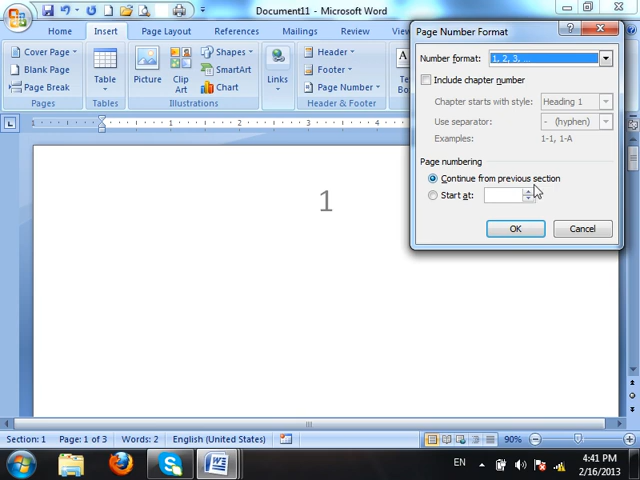 Document11 - Microsoft Word
Home Insert Page Layout References Mailings Review View
Cover Page
Blank Page
Page Break
Pages
Table
Tables
Picture
Clip
Art
Shapes
SmartArt
Chart
Illustrations
Links
Header
Footer
Page Number
Header & Footer
Page Number Format
Number format: 1, 2, 3, ...
Include chapter number
Chapter starts with style: Heading 1
Use separator: - (hyphen)
Examples: 1-1, 1-A
Page numbering
Continue from previous section
Start at:
OK Cancel
1
Section: 1 Page: 1 of 3 Words: 2 English (United States) 90%
EN
4:41 PM
2/16/2013